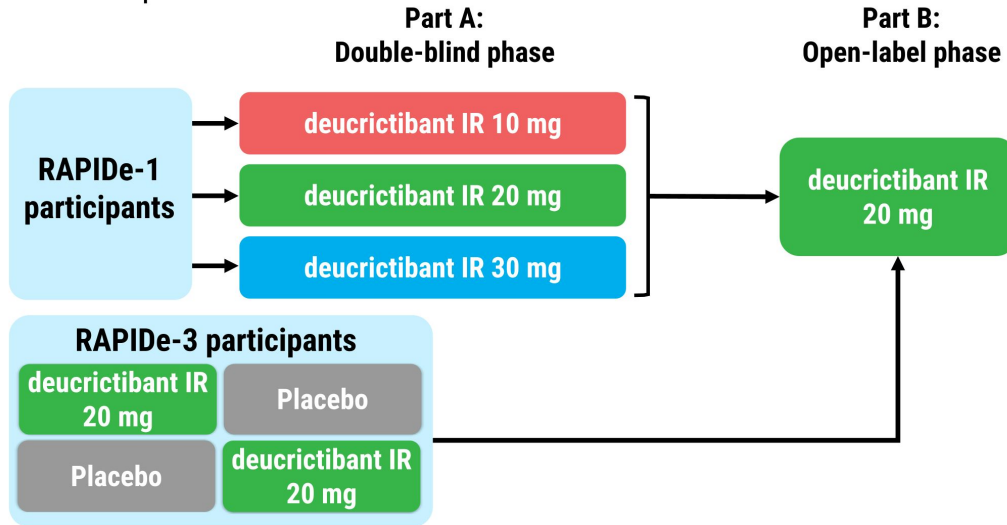 Part A:
Double-blind phase
Part B:
Open-label phase
RAPIDe-1
participants
deucrictibant IR 10 mg
deucrictibant IR 20 mg
deucrictibant IR 30 mg
deucrictibant IR
20 mg
RAPIDe-3 participants
deucrictibant IR
20 mg
Placebo
Placebo
deucrictibant IR
20 mg